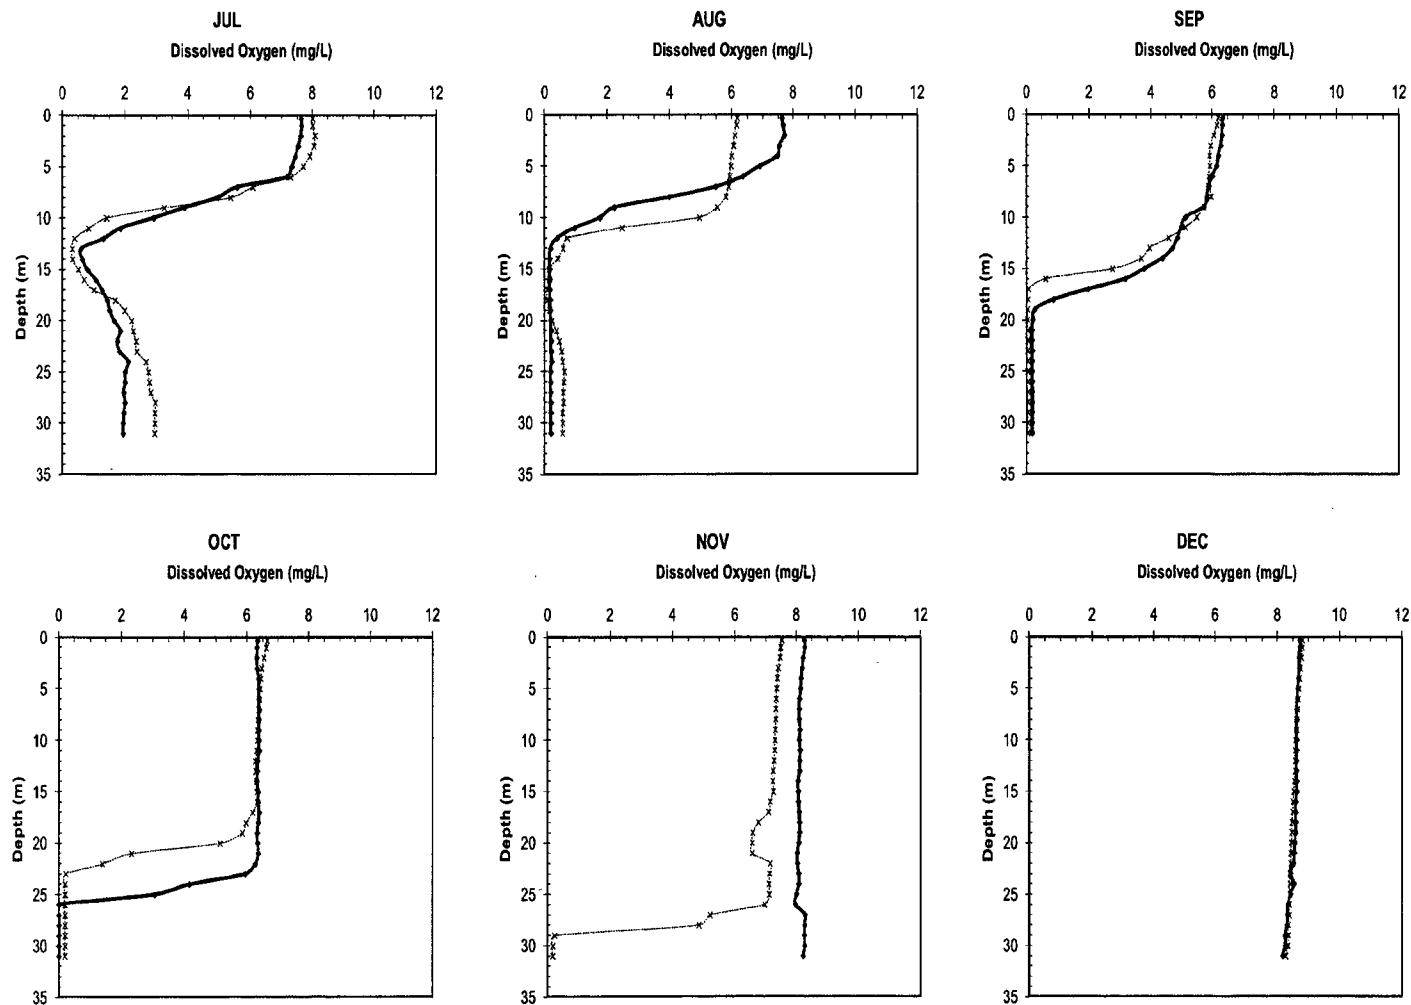 JUL AUG SEP
Dissolved Oxygen (mg/L) Dissolved Oxygen (mg/L) Dissolved Oxygen (mg/L)
0 2 4 6 8 10 12 0 2 4 6 8 10 12 0 2 4 6 8 10 12
0 0 0
5 5 5
10 10 10
15 15 15
20 20 20
25 25 25
30 30 30
35 35 35
Depth (m) Depth (m) Depth (m)
OCT NOV DEC
Dissolved Oxygen (mg/L) Dissolved Oxygen (mg/L) Dissolved Oxygen (mg/L)
0 2 4 6 8 10 12 0 2 4 6 8 10 12 0 2 4 6 8 10 12
0 0 0
5 5 5
10 10 10
15 15 15
20 20 20
25 25 25
30 30 30
35 35 35
Depth (m) Depth (m) Depth (m)